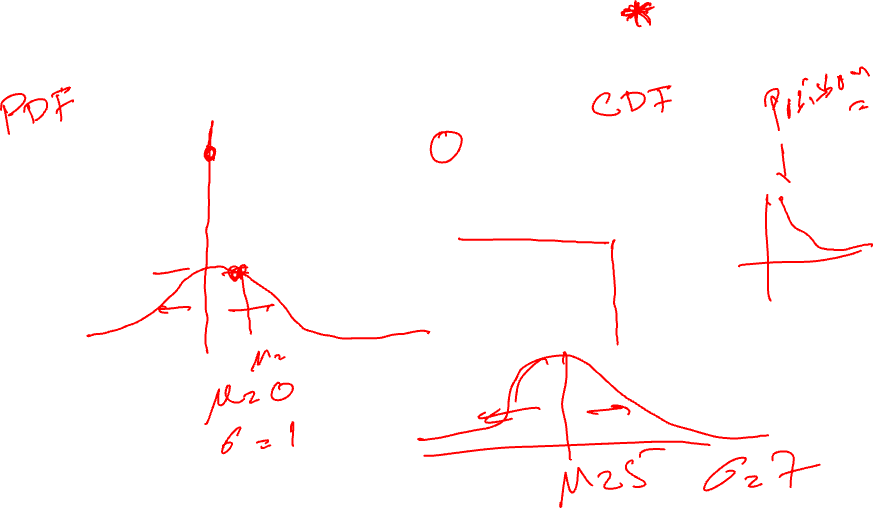 PDF
CDF
Poisson
μ=
μ=0
σ=1
μ=5 σ=7